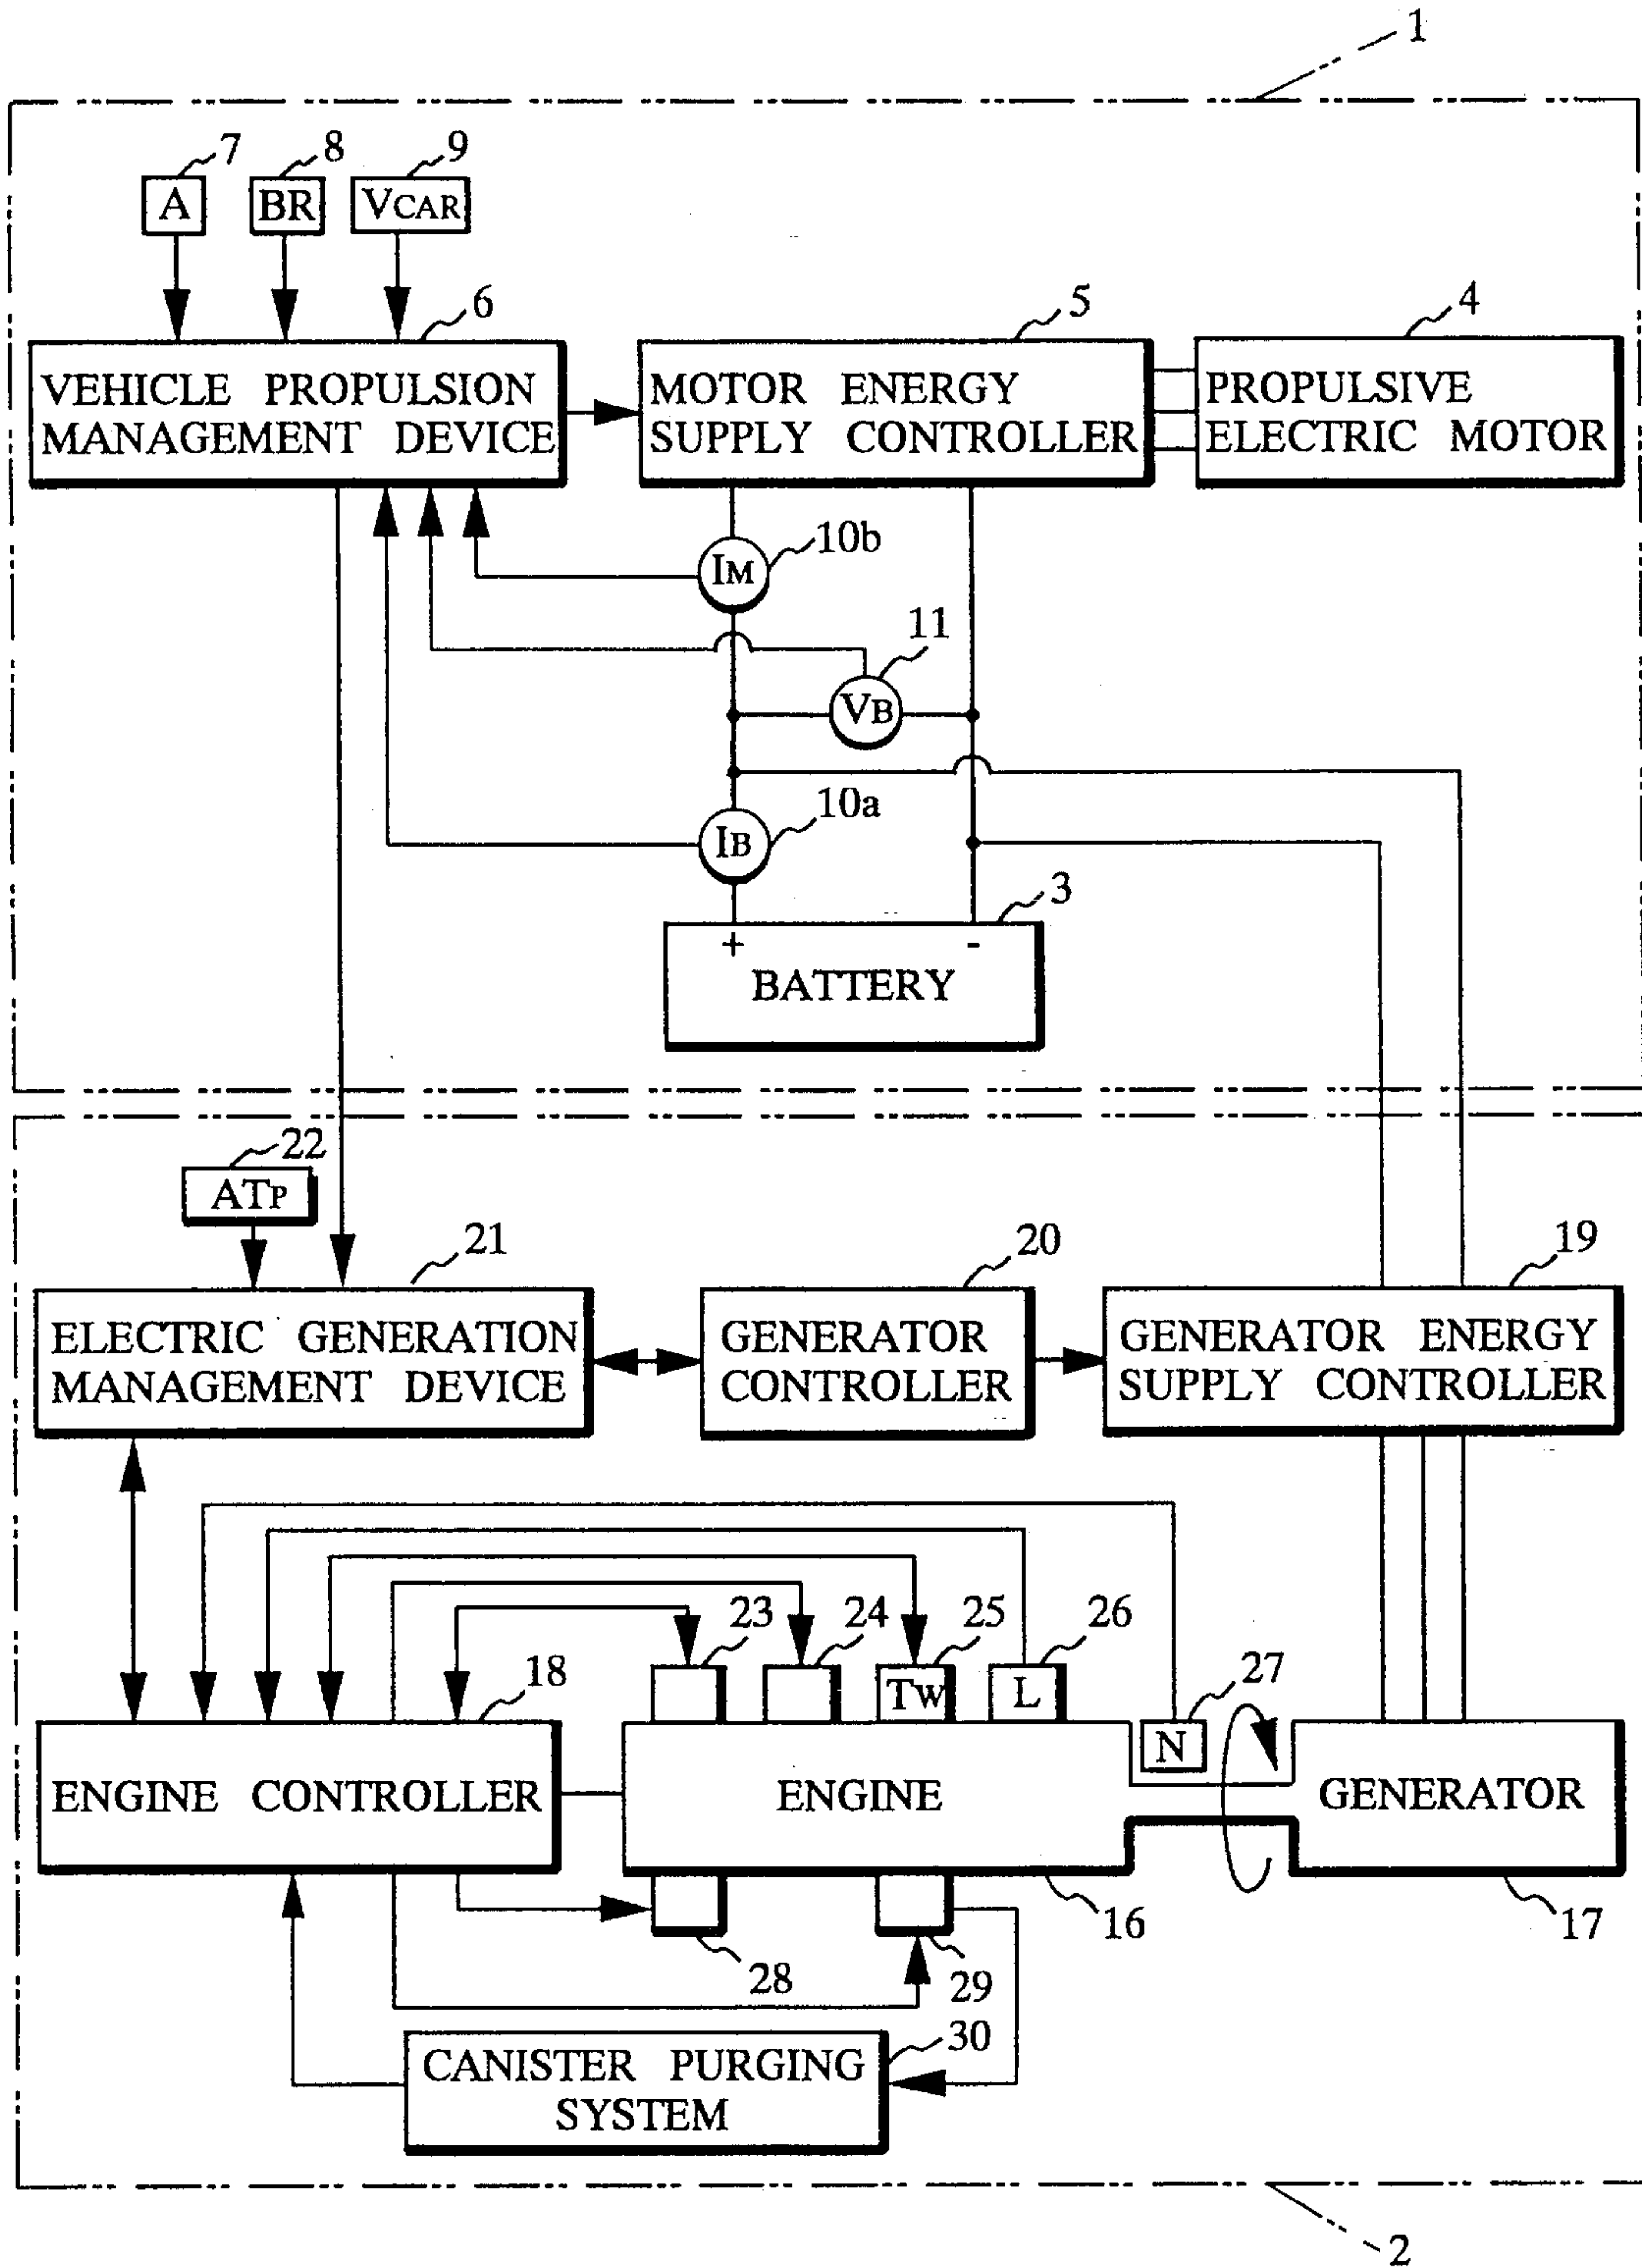 1
7
8
9
A
BR
VCAR
6
5
4
VEHICLE PROPULSION
MANAGEMENT DEVICE
MOTOR ENERGY
SUPPLY CONTROLLER
PROPULSIVE
ELECTRIC MOTOR
10b
IM
11
VB
10a
IB
3
+
-
BATTERY
22
ATP
21
20
19
ELECTRIC GENERATION
MANAGEMENT DEVICE
GENERATOR
CONTROLLER
GENERATOR ENERGY
SUPPLY CONTROLLER
23
24
25
26
27
18
TW
L
N
ENGINE CONTROLLER
ENGINE
GENERATOR
16
17
28
29
30
CANISTER PURGING
SYSTEM
2